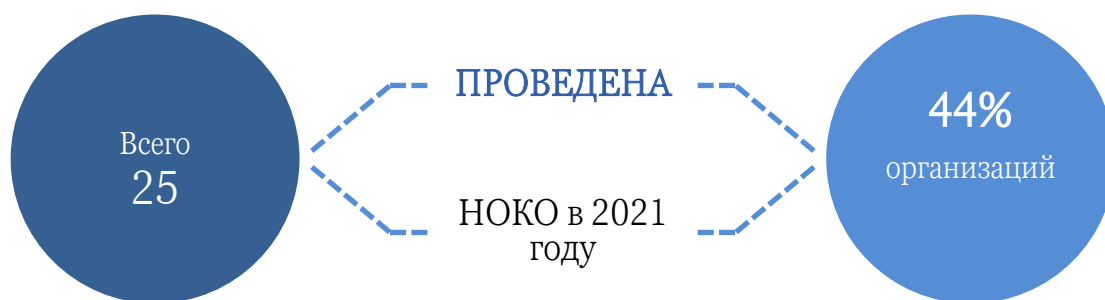 Всего
25
ПРОВЕДЕНА
НОКО в 2021
году
44%
организаций